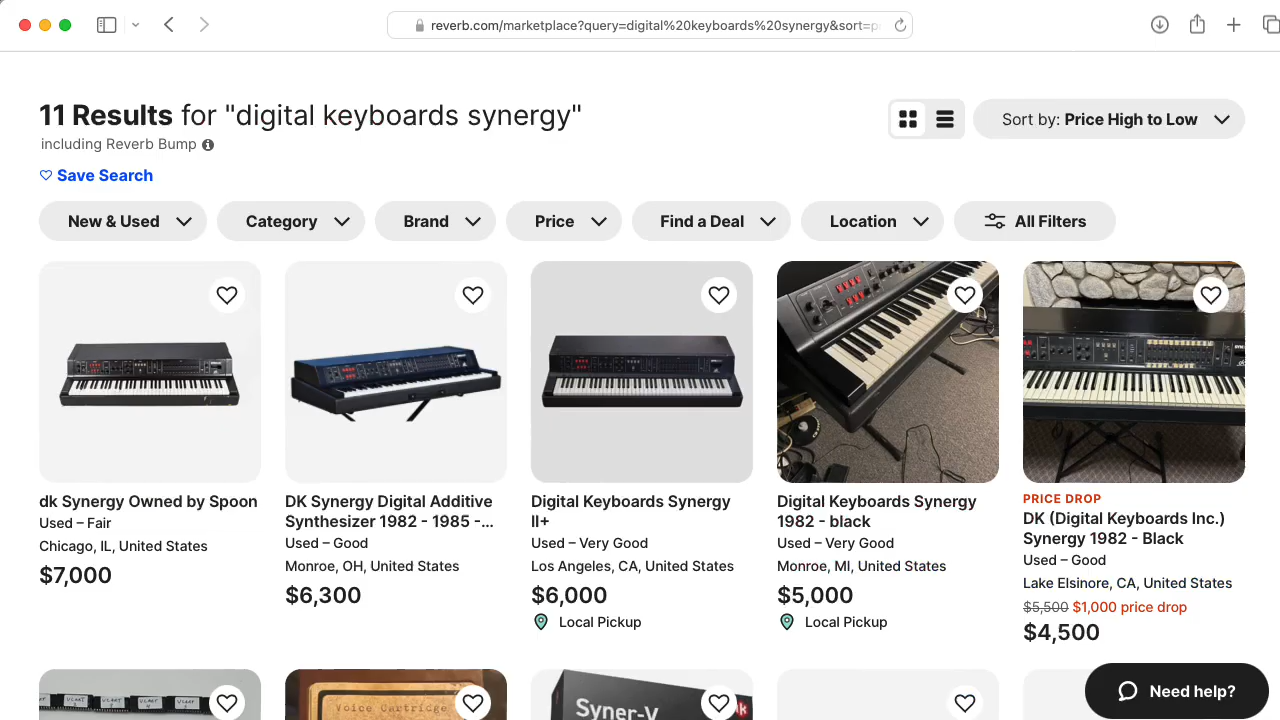 reverb.com/marketplace?query=digital%20keyboards%20synergy&sort=p
11 Results for "digital keyboards synergy"
including Reverb Bump
Save Search
Sort by: Price High to Low
New & Used
Category
Brand
Price
Find a Deal
Location
All Filters
dk Synergy Owned by Spoon
Used – Fair
Chicago, IL, United States
$7,000
DK Synergy Digital Additive
Synthesizer 1982 - 1985 -...
Used – Good
Monroe, OH, United States
$6,300
Digital Keyboards Synergy
II+
Used – Very Good
Los Angeles, CA, United States
$6,000
Local Pickup
Digital Keyboards Synergy
1982 - black
Used – Very Good
Monroe, MI, United States
$5,000
Local Pickup
PRICE DROP
DK (Digital Keyboards Inc.)
Synergy 1982 - Black
Used – Good
Lake Elsinore, CA, United States
$5,500 $1,000 price drop
$4,500
Voice Cartridge
Syner-V
Need help?